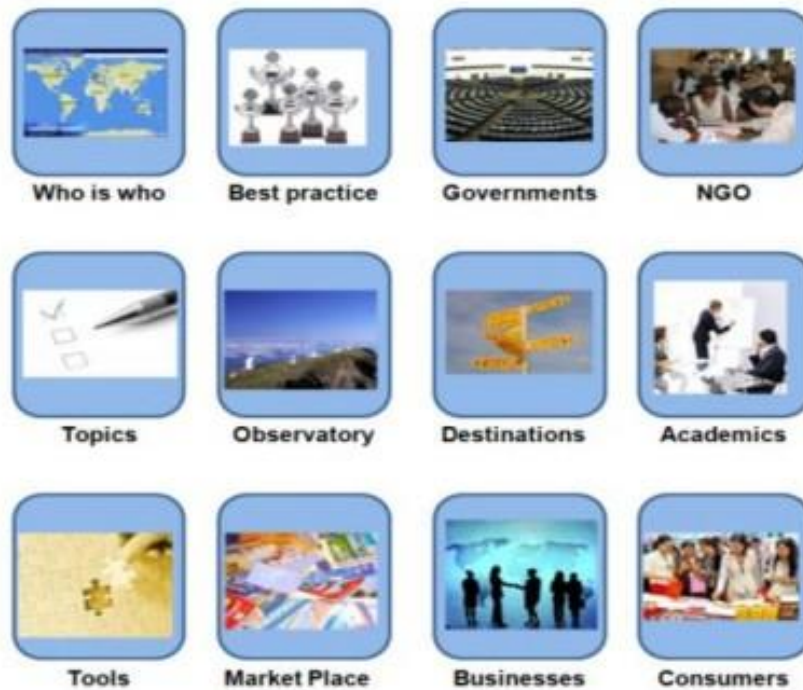 Who is who
Best practice
Governments
NGO
Topics
Observatory
Destinations
Academics
Tools
Market Place
Businesses
Consumers